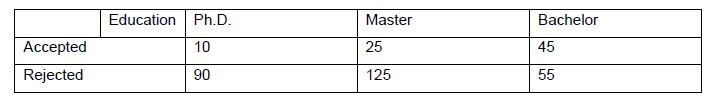 Education Ph.D. Master Bachelor
Accepted 10 25 45
Rejected 90 125 55